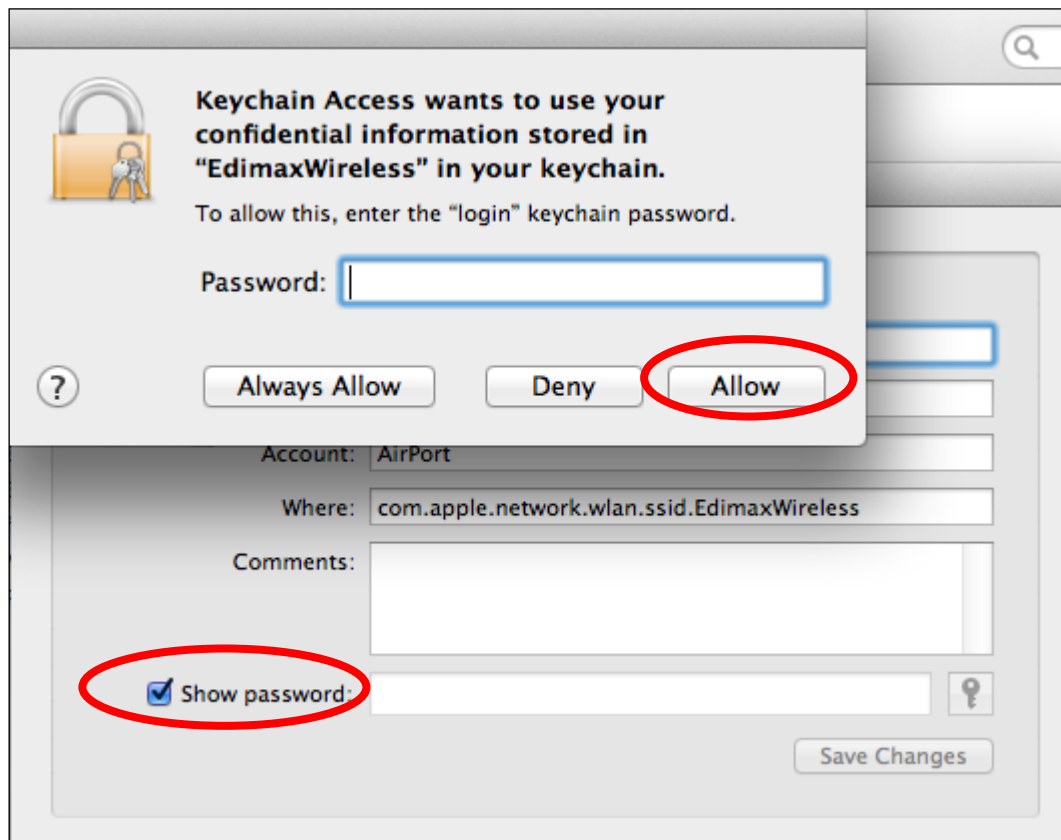 Keychain Access wants to use your
confidential information stored in
“EdimaxWireless” in your keychain.
To allow this, enter the “login” keychain password.
Password:
? Always Allow Deny Allow
Account: AirPort
Where: com.apple.network.wlan.ssid.EdimaxWireless
Comments:
Show password:
Save Changes